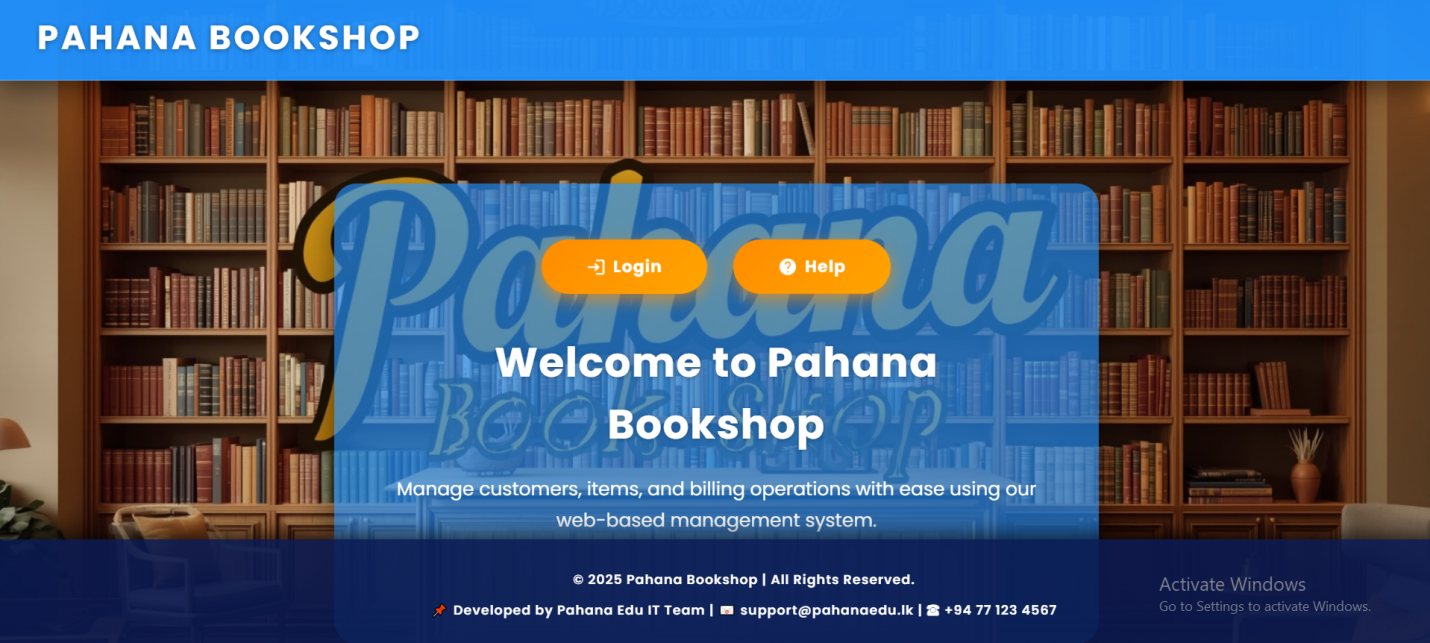 PAHANA BOOKSHOP
Pahana
Book Shop
Login
Help
Welcome to Pahana
Bookshop
Manage customers, items, and billing operations with ease using our
web-based management system.
© 2025 Pahana Bookshop | All Rights Reserved.
📌 Developed by Pahana Edu IT Team | 📧 support@pahanaedu.lk | ☎ +94 77 123 4567
Activate Windows
Go to Settings to activate Windows.